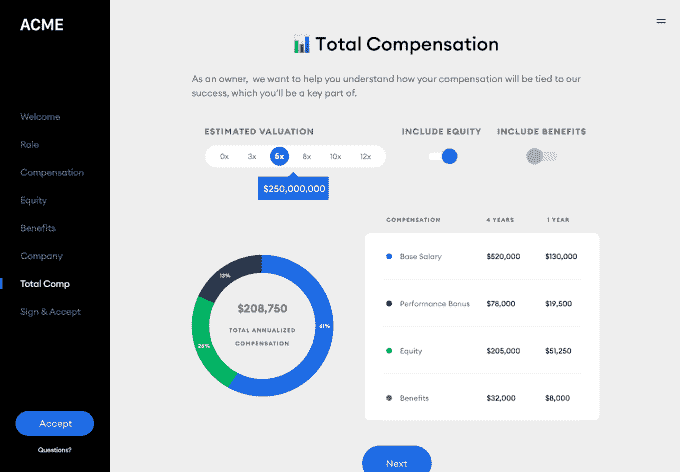 ACME
Welcome
Role
Compensation
Equity
Benefits
Company
Total Comp
Sign & Accept
Accept
Questions?
Total Compensation
As an owner, we want to help you understand how your compensation will be tied to our
success, which you'll be a key part of.
ESTIMATED VALUATION
0x 3x 6x 8x 10x 12x
$250,000,000
INCLUDE EQUITY
INCLUDE BENEFITS
13%
61%
25%
$208,750
TOTAL ANNUALIZED
COMPENSATION
COMPENSATION 4 YEARS 1 YEAR
Base Salary $520,000 $130,000
Performance Bonus $78,000 $19,500
Equity $205,000 $51,250
Benefits $32,000 $8,000
Next